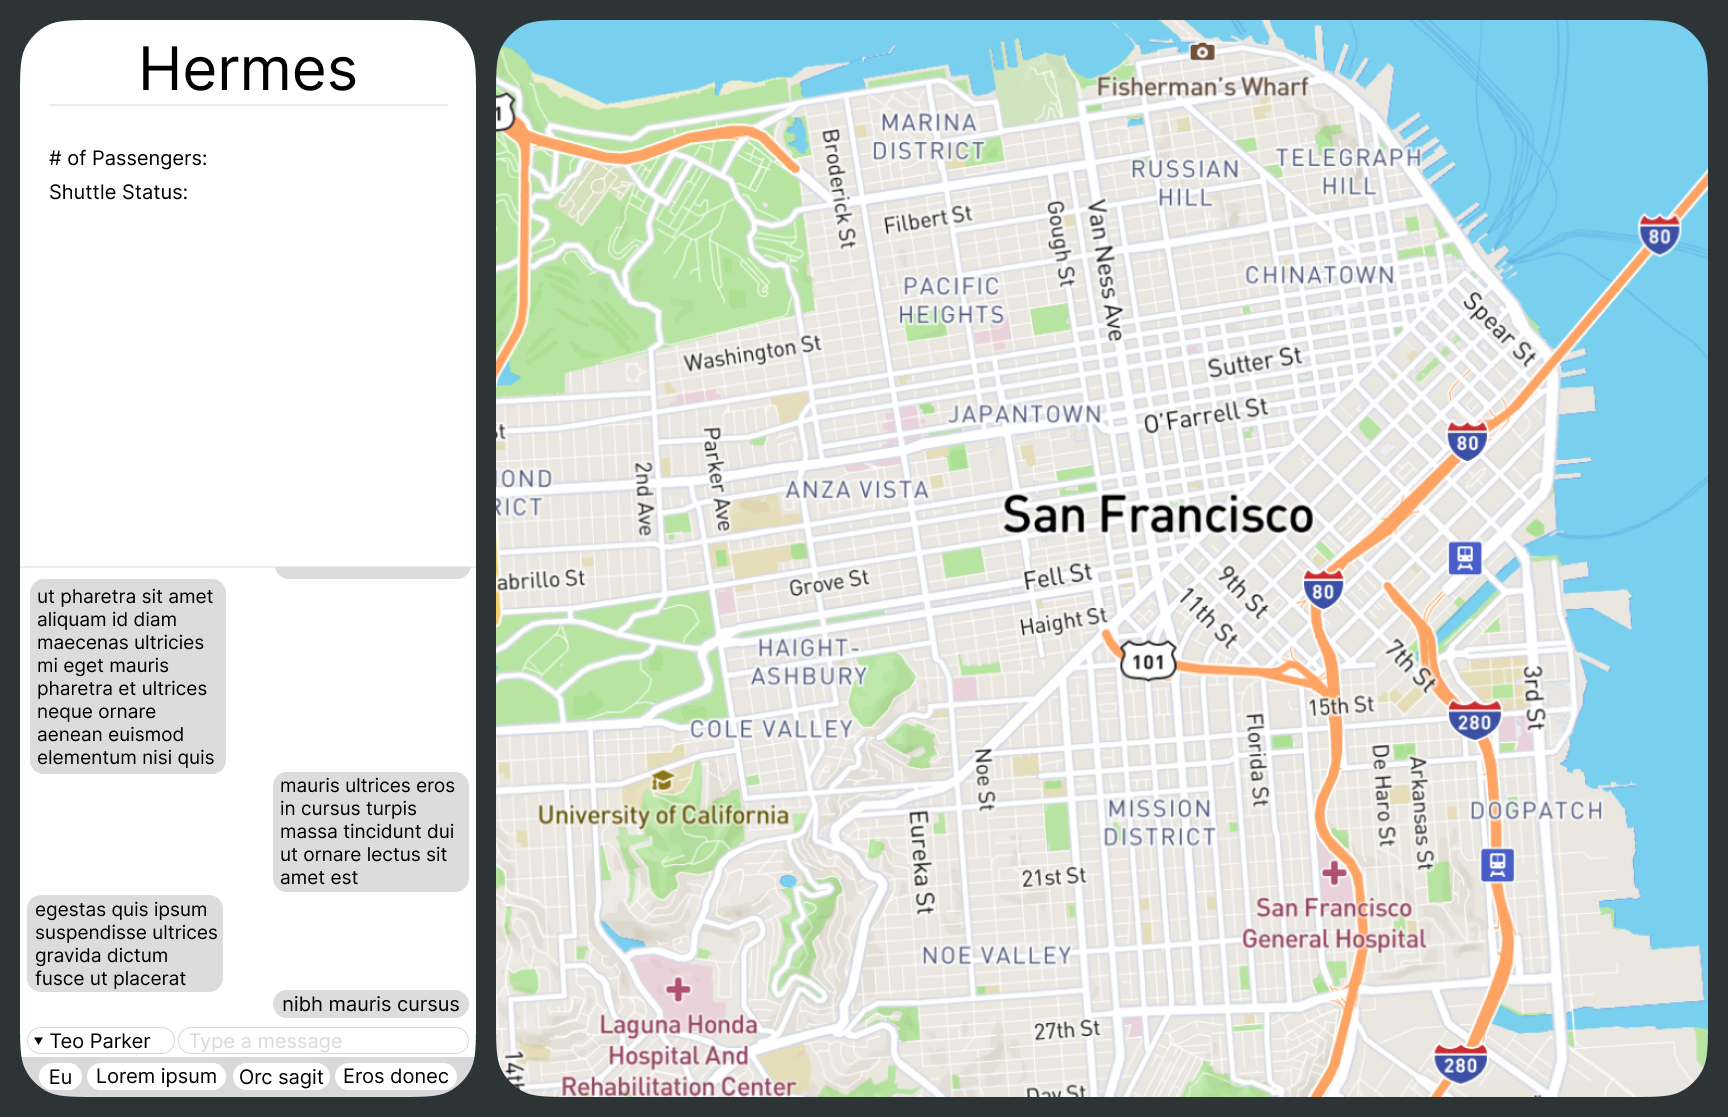 Hermes
# of Passengers:
Shuttle Status:
ut pharetra sit amet
aliquam id diam
maecenas ultricies
mi eget mauris
pharetra et ultrices
neque ornare
aenean euismod
elementum nisi quis
mauris ultrices eros
in cursus turpis
massa tincidunt dui
ut ornare lectus sit
amet est
egestas quis ipsum
suspendisse ultrices
gravida dictum
fusce ut placerat
nibh mauris cursus
▾ Teo Parker
Type a message
Eu
Lorem ipsum
Orc sagit
Eros donec
1
Fisherman's Wharf
MARINA
DISTRICT
Broderick St
RUSSIAN
HILL
TELEGRAPH
HILL
Filbert St
Gough St
Van Ness Ave
80
PACIFIC
HEIGHTS
CHINATOWN
Spear St
Washington St
Sutter St
JAPANTOWN
O'Farrell St
80
Parker Ave
2nd Ave
OND
RICT
ANZA VISTA
San Francisco
abrillo St
Grove St
Fell St
9th St
11th St
80
Haight St
101
HAIGHT-
ASHBURY
7th St
3rd St
15th St
280
COLE VALLEY
Florida St
Noe St
De Haro St
Arkansas St
University of California
MISSION
DISTRICT
DOGPATCH
Eureka St
21st St
San Francisco
General Hospital
NOE VALLEY
Laguna Honda
Hospital And
Rehabilitation Center
27th St
14th
280
Day St